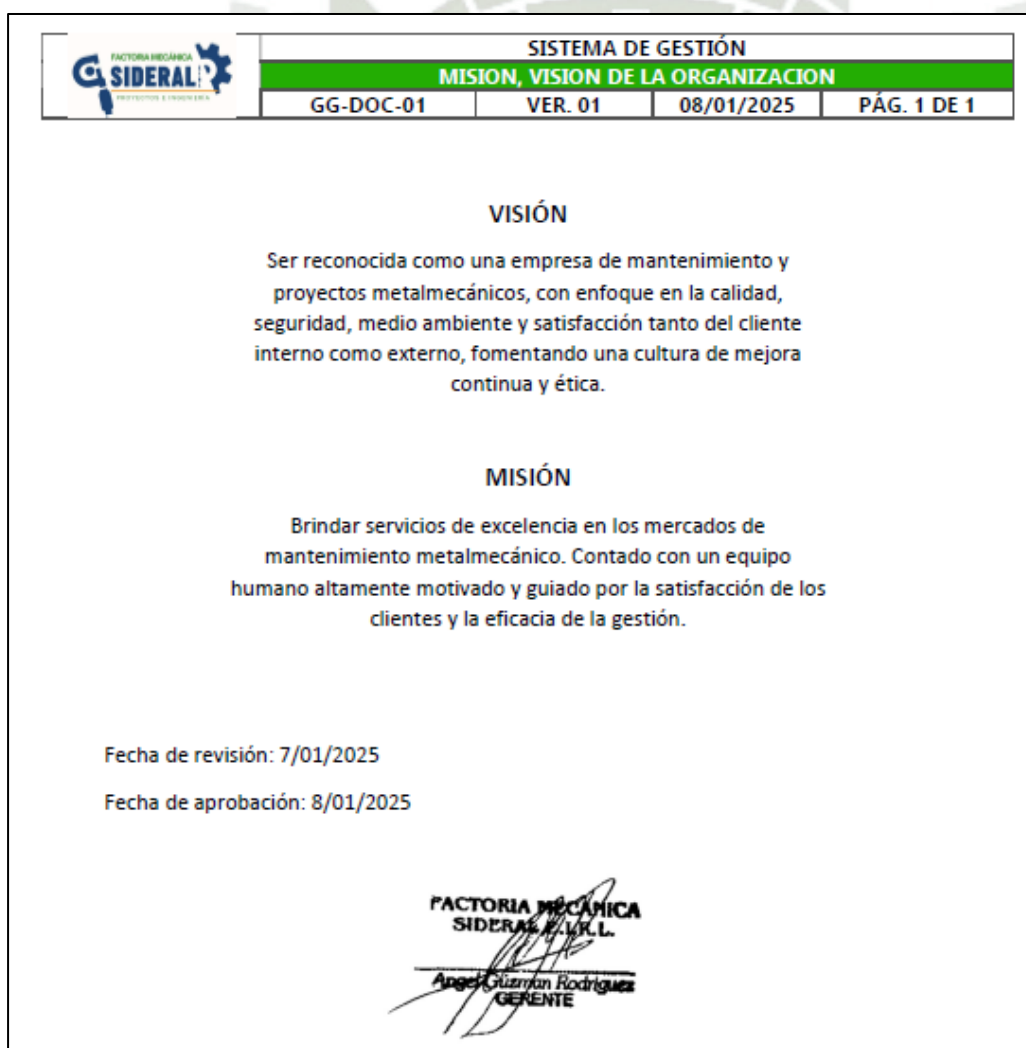 FACTORIA MECÁNICA
SIDERAL
PROYECTOS E INGENIERIA
SISTEMA DE GESTIÓN
MISION, VISION DE LA ORGANIZACION
GG-DOC-01 VER. 01 08/01/2025 PÁG. 1 DE 1
VISIÓN
Ser reconocida como una empresa de mantenimiento y
proyectos metalmecánicos, con enfoque en la calidad,
seguridad, medio ambiente y satisfacción tanto del cliente
interno como externo, fomentando una cultura de mejora
continua y ética.
MISIÓN
Brindar servicios de excelencia en los mercados de
mantenimiento metalmecánico. Contado con un equipo
humano altamente motivado y guiado por la satisfacción de los
clientes y la eficacia de la gestión.
Fecha de revisión: 7/01/2025
Fecha de aprobación: 8/01/2025
FACTORIA MECANICA
SIDERAL E.I.R.L.
Angel Guzman Rodriguez
GERENTE